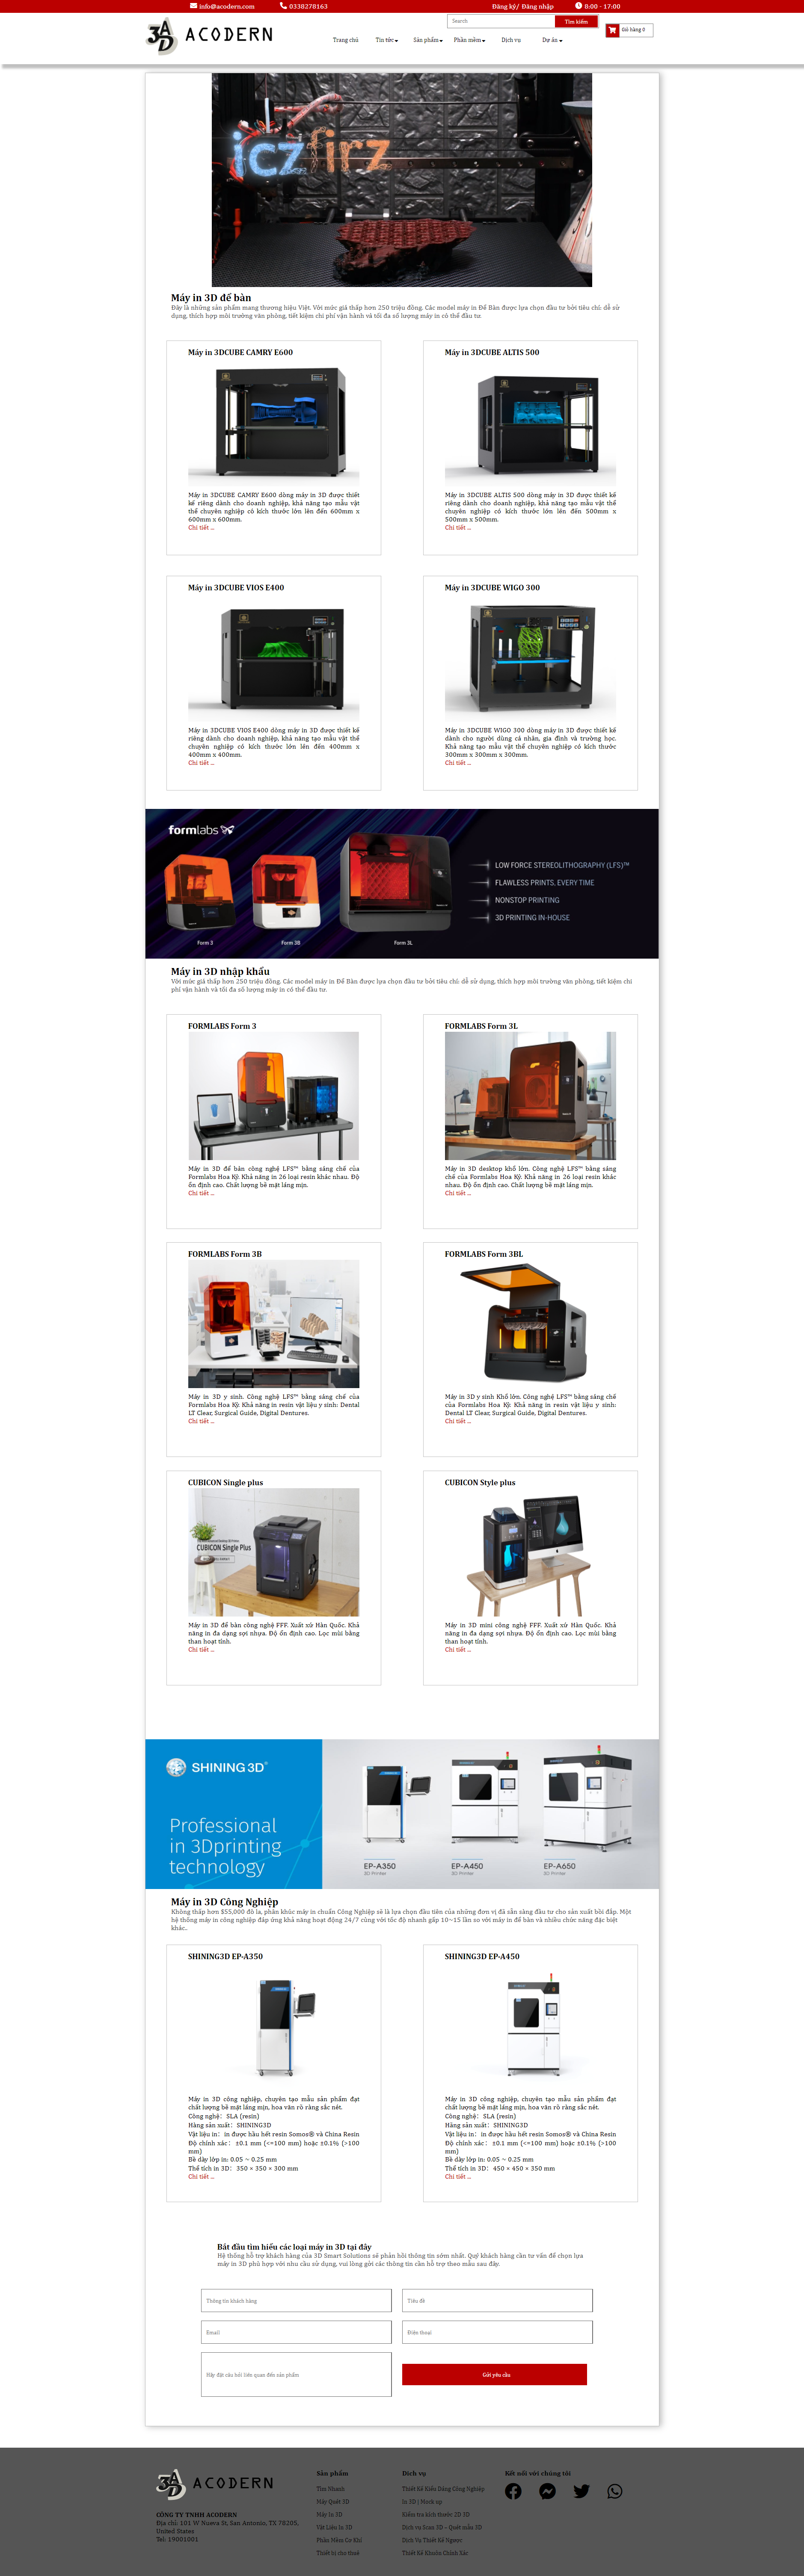 info@acodern.com 0338278163 Đăng ký/ Đăng nhập 8:00 - 17:00
Search Tìm kiếm
Giỏ hàng 0
3AD ACODERN
Trang chủ Tin tức Sản phẩm Phần mềm Dịch vụ Dự án
Máy in 3D để bàn
Đây là những sản phẩm mang thương hiệu Việt. Với mức giá thấp hơn 250 triệu đồng. Các model máy in Để Bàn được lựa chọn đầu tư bởi tiêu chí: dễ sử
dụng, thích hợp môi trường văn phòng, tiết kiệm chi phí vận hành và tối đa số lượng máy in có thể đầu tư
Máy in 3DCUBE CAMRY E600
Máy in 3DCUBE CAMRY E600 dòng máy in 3D được thiết
kế riêng dành cho doanh nghiệp, khả năng tạo mẫu vật
thể chuyên nghiệp có kích thước lớn lên đến 600mm x
600mm x 600mm.
Chi tiết ...
Máy in 3DCUBE ALTIS 500
Máy in 3DCUBE ALTIS 500 dòng máy in 3D được thiết kế
riêng dành cho doanh nghiệp, khả năng tạo mẫu vật thể
chuyên nghiệp có kích thước lớn lên đến 500mm x
500mm x 500mm.
Chi tiết ...
Máy in 3DCUBE VIOS E400
Máy in 3DCUBE VIOS E400 dòng máy in 3D được thiết kế
riêng dành cho doanh nghiệp, khả năng tạo mẫu vật thể
chuyên nghiệp có kích thước lớn lên đến 400mm x
400mm x 400mm.
Chi tiết ...
Máy in 3DCUBE WIGO 300
Máy in 3DCUBE WIGO 300 dòng máy in 3D được thiết kế
dành cho người dùng cá nhân, gia đình và trường học.
Khả năng tạo mẫu vật thể chuyên nghiệp có kích thước
300mm x 300mm x 300mm.
Chi tiết ...
formlabs
LOW FORCE STEREOLITHOGRAPHY (LFS)™
FLAWLESS PRINTS, EVERY TIME
NONSTOP PRINTING
3D PRINTING IN-HOUSE
Form 3 Form 3B Form 3L
Máy in 3D nhập khẩu
Với mức giá thấp hơn 250 triệu đồng. Các model máy in Để Bàn được lựa chọn đầu tư bởi tiêu chí: dễ sử dụng, thích hợp môi trường văn phòng, tiết kiệm chi
phí vận hành và tối đa số lượng máy in có thể đầu tư.
FORMLABS Form 3
Máy in 3D để bàn công nghệ LFS™ bằng sáng chế của
Formlabs Hoa Kỳ. Khả năng in 26 loại resin khác nhau. Độ
ổn định cao. Chất lượng bề mặt láng mịn.
Chi tiết ...
FORMLABS Form 3L
Máy in 3D desktop khổ lớn. Công nghệ LFS™ bằng sáng
chế của Formlabs Hoa Kỳ. Khả năng in 26 loại resin khác
nhau. Độ ổn định cao. Chất lượng bề mặt láng mịn.
Chi tiết ...
FORMLABS Form 3B
Máy in 3D y sinh. Công nghệ LFS™ bằng sáng chế của
Formlabs Hoa Kỳ. Khả năng in resin vật liệu y sinh: Dental
LT Clear, Surgical Guide, Digital Dentures.
Chi tiết ...
FORMLABS Form 3BL
Máy in 3D y sinh Khổ lớn. Công nghệ LFS™ bằng sáng chế
của Formlabs Hoa Kỳ. Khả năng in resin vật liệu y sinh:
Dental LT Clear, Surgical Guide, Digital Dentures.
Chi tiết ...
CUBICON Single plus
CUBICON Single Plus
Máy in 3D để bàn công nghệ FFF. Xuất xứ Hàn Quốc. Khả
năng in đa dạng sợi nhựa. Độ ổn định cao. Lọc mùi bằng
than hoạt tính.
Chi tiết ...
CUBICON Style plus
Máy in 3D mini công nghệ FFF. Xuất xứ Hàn Quốc. Khả
năng in đa dạng sợi nhựa. Độ ổn định cao. Lọc mùi bằng
than hoạt tính.
Chi tiết ...
SHINING 3D®
Professional
in 3Dprinting
technology
EP-A350 EP-A450 EP-A650
3D Printer 3D Printer 3D Printer
Máy in 3D Công Nghiệp
Không thấp hơn $55,000 đô la, phân khúc máy in chuẩn Công Nghiệp sẽ là lựa chọn đầu tiên của những đơn vị đã sẵn sàng đầu tư cho sản xuất bồi đắp. Một
hệ thống máy in công nghiệp đáp ứng khả năng hoạt động 24/7 cùng với tốc độ nhanh gấp 10~15 lần so với máy in để bàn và nhiều chức năng đặc biệt
khác..
SHINING3D EP-A350
Máy in 3D công nghiệp, chuyên tạo mẫu sản phẩm đạt
chất lượng bề mặt láng mịn, hoa văn rõ ràng sắc nét.
Công nghệ： SLA (resin)
Hãng sản xuất： SHINING3D
Vật liệu in： in được hầu hết resin Somos® và China Resin
Độ chính xác： ±0.1 mm (<=100 mm) hoặc ±0.1% (>100
mm)
Bề dày lớp in: 0.05 ~ 0.25 mm
Thể tích in 3D： 350 × 350 × 300 mm
Chi tiết ...
SHINING3D EP-A450
Máy in 3D công nghiệp, chuyên tạo mẫu sản phẩm đạt
chất lượng bề mặt láng mịn, hoa văn rõ ràng sắc nét.
Công nghệ： SLA (resin)
Hãng sản xuất： SHINING3D
Vật liệu in： in được hầu hết resin Somos® và China Resin
Độ chính xác： ±0.1 mm (<=100 mm) hoặc ±0.1% (>100
mm)
Bề dày lớp in: 0.05 ~ 0.25 mm
Thể tích in 3D： 450 × 450 × 350 mm
Chi tiết ...
Bắt đầu tìm hiểu các loại máy in 3D tại đây
Hệ thống hỗ trợ khách hàng của 3D Smart Solutions sẽ phản hồi thông tin sớm nhất. Quý khách hàng cần tư vấn để chọn lựa
máy in 3D phù hợp với nhu cầu sử dụng, vui lòng gởi các thông tin cần hỗ trợ theo mẫu sau đây.
Thông tin khách hàng Tiêu đề
Email Điện thoại
Hãy đặt câu hỏi liên quan đến sản phẩm Gửi yêu cầu
3AD ACODERN
CÔNG TY TNHH ACODERN
Địa chỉ: 101 W Nueva St, San Antonio, TX 78205,
United States
Tel: 19001001
Sản phẩm
Tìm Nhanh
Máy Quét 3D
Máy In 3D
Vật Liệu In 3D
Phần Mềm Cơ Khí
Thiết bị cho thuê
Dịch vụ
Thiết Kế Kiểu Dáng Công Nghiệp
In 3D | Mock up
Kiểm tra kích thước 2D 3D
Dịch vụ Scan 3D – Quét mẫu 3D
Dịch Vụ Thiết Kế Ngược
Thiết Kế Khuôn Chính Xác
Kết nối với chúng tôi